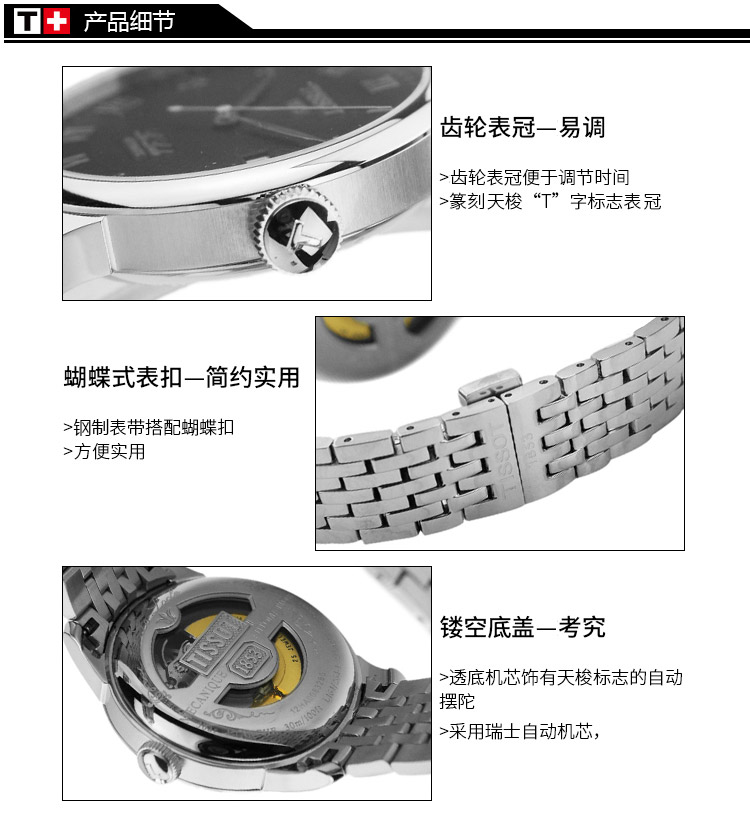 T+ 产品细节
齿轮表冠—易调
>齿轮表冠便于调节时间
>篆刻天梭“T”字标志表冠
蝴蝶式表扣—简约实用
>钢制表带搭配蝴蝶扣
>方便实用
TISSOT
1853
TISSOT
1853
镂空底盖—考究
>透底机芯饰有天梭标志的自动
摆陀
>采用瑞士自动机芯，